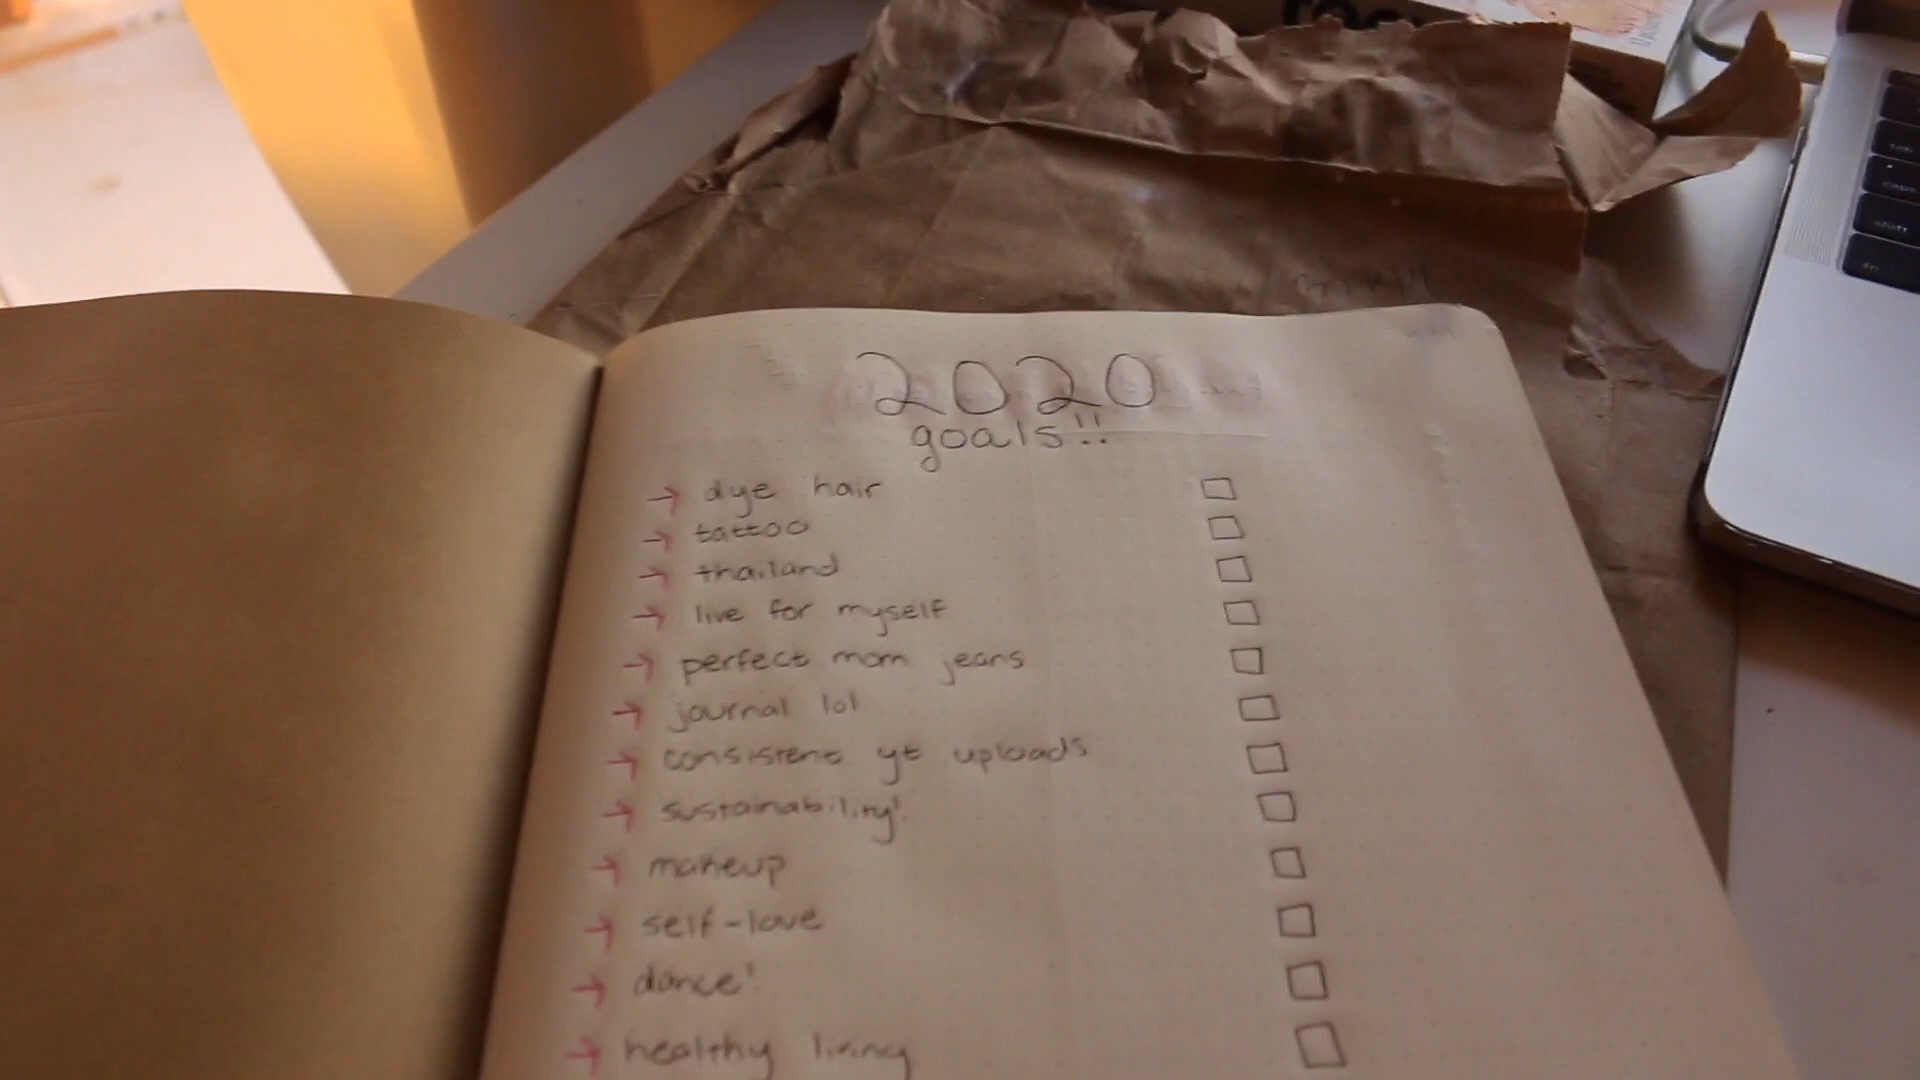 2020
goals!!
→ dye hair
→ tattoo
→ thailand
→ live for myself
→ perfect mom jeans
→ journal lol
→ consistent yt uploads
→ sustainability!
→ makeup
→ self-love
→ dance!
→ healthy living